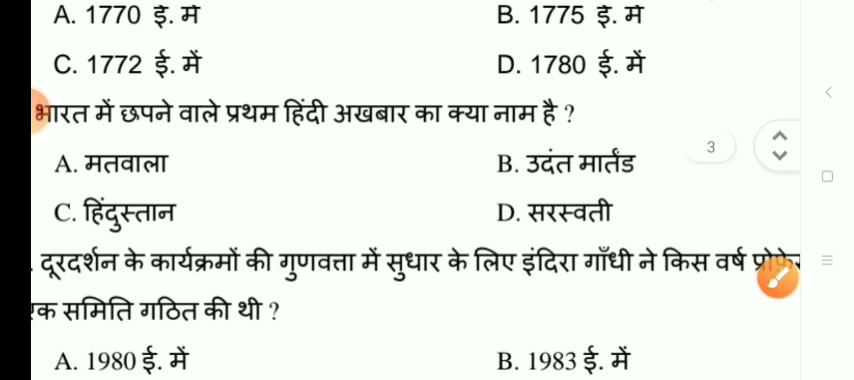 A. 1770 ई. में B. 1775 ई. में
C. 1772 ई. में D. 1780 ई. में
भारत में छपने वाले प्रथम हिंदी अखबार का क्या नाम है ?
A. मतवाला B. उदंत मार्तंड
3
C. हिंदुस्तान D. सरस्वती
दूरदर्शन के कार्यक्रमों की गुणवत्ता में सुधार के लिए इंदिरा गाँधी ने किस वर्ष
एक समिति गठित की थी ?
A. 1980 ई. में B. 1983 ई. में